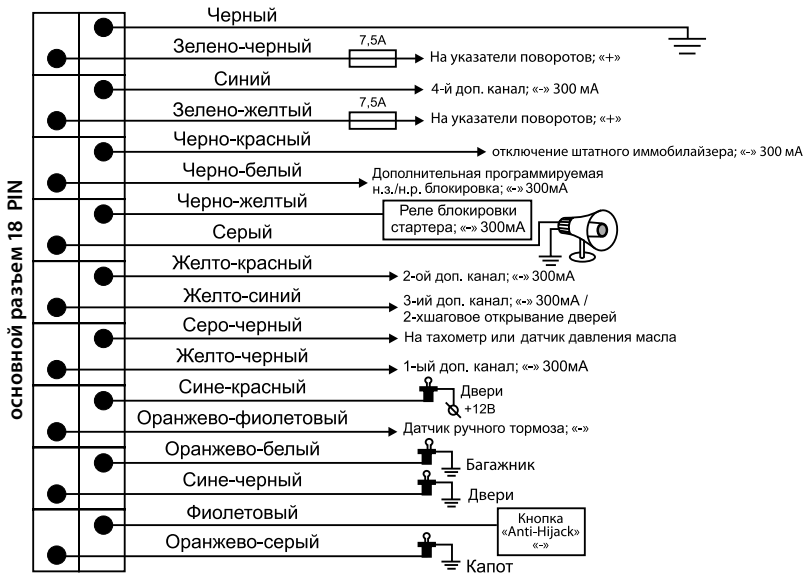 основной разъем 18 PIN
Черный
Зелено-черный
7,5А
На указатели поворотов; «+»
Синий
4-й доп. канал; «-» 300 мА
Зелено-желтый
7,5А
На указатели поворотов; «+»
Черно-красный
отключение штатного иммобилайзера; «-» 300 мА
Черно-белый
Дополнительная программируемая
н.з./н.р. блокировка; «-» 300мА
Черно-желтый
Реле блокировки
стартера; «-» 300мА
Серый
Желто-красный
2-ой доп. канал; «-» 300мА
Желто-синий
3-ий доп. канал; «-» 300мА /
2-хшаговое открывание дверей
Серо-черный
На тахометр или датчик давления масла
Желто-черный
1-ый доп. канал; «-» 300мА
Сине-красный
Двери
+12В
Оранжево-фиолетовый
Датчик ручного тормоза; «-»
Оранжево-белый
Багажник
Сине-черный
Двери
Фиолетовый
Кнопка
«Anti-Hijack»
«-»
Оранжево-серый
Капот